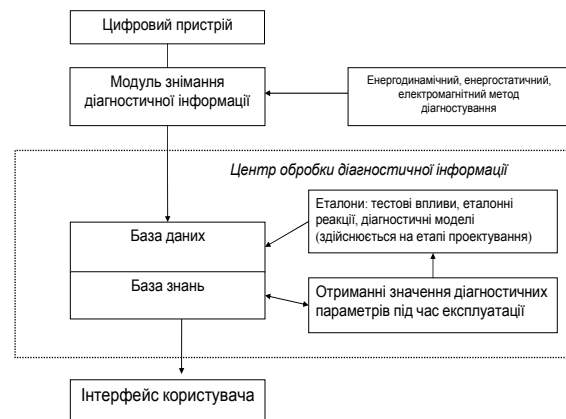 Цифровий пристрій
Модуль знімання
діагностичної інформації
Енергодинамічний, енергостатичний,
електромагнітний метод
діагностування
Центр обробки діагностичної інформації
Еталони: тестові впливи, еталонні
реакції, діагностичні моделі
(здійснюється на етапі проектування)
База даних
База знань
Отриманні значення діагностичних
параметрів під час експлуатації
Інтерфейс користувача